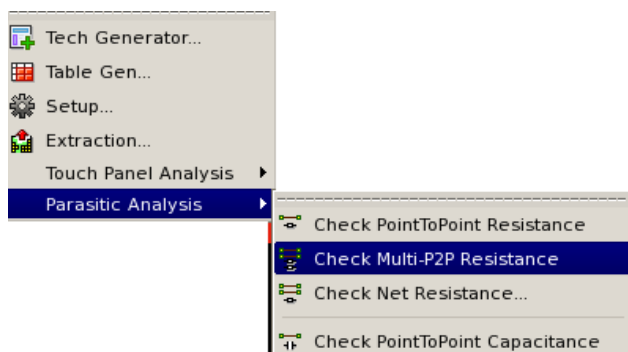 Tech Generator...
Table Gen...
Setup...
Extraction...
Touch Panel Analysis
Parasitic Analysis
Check PointToPoint Resistance
Check Multi-P2P Resistance
Check Net Resistance...
Check PointToPoint Capacitance